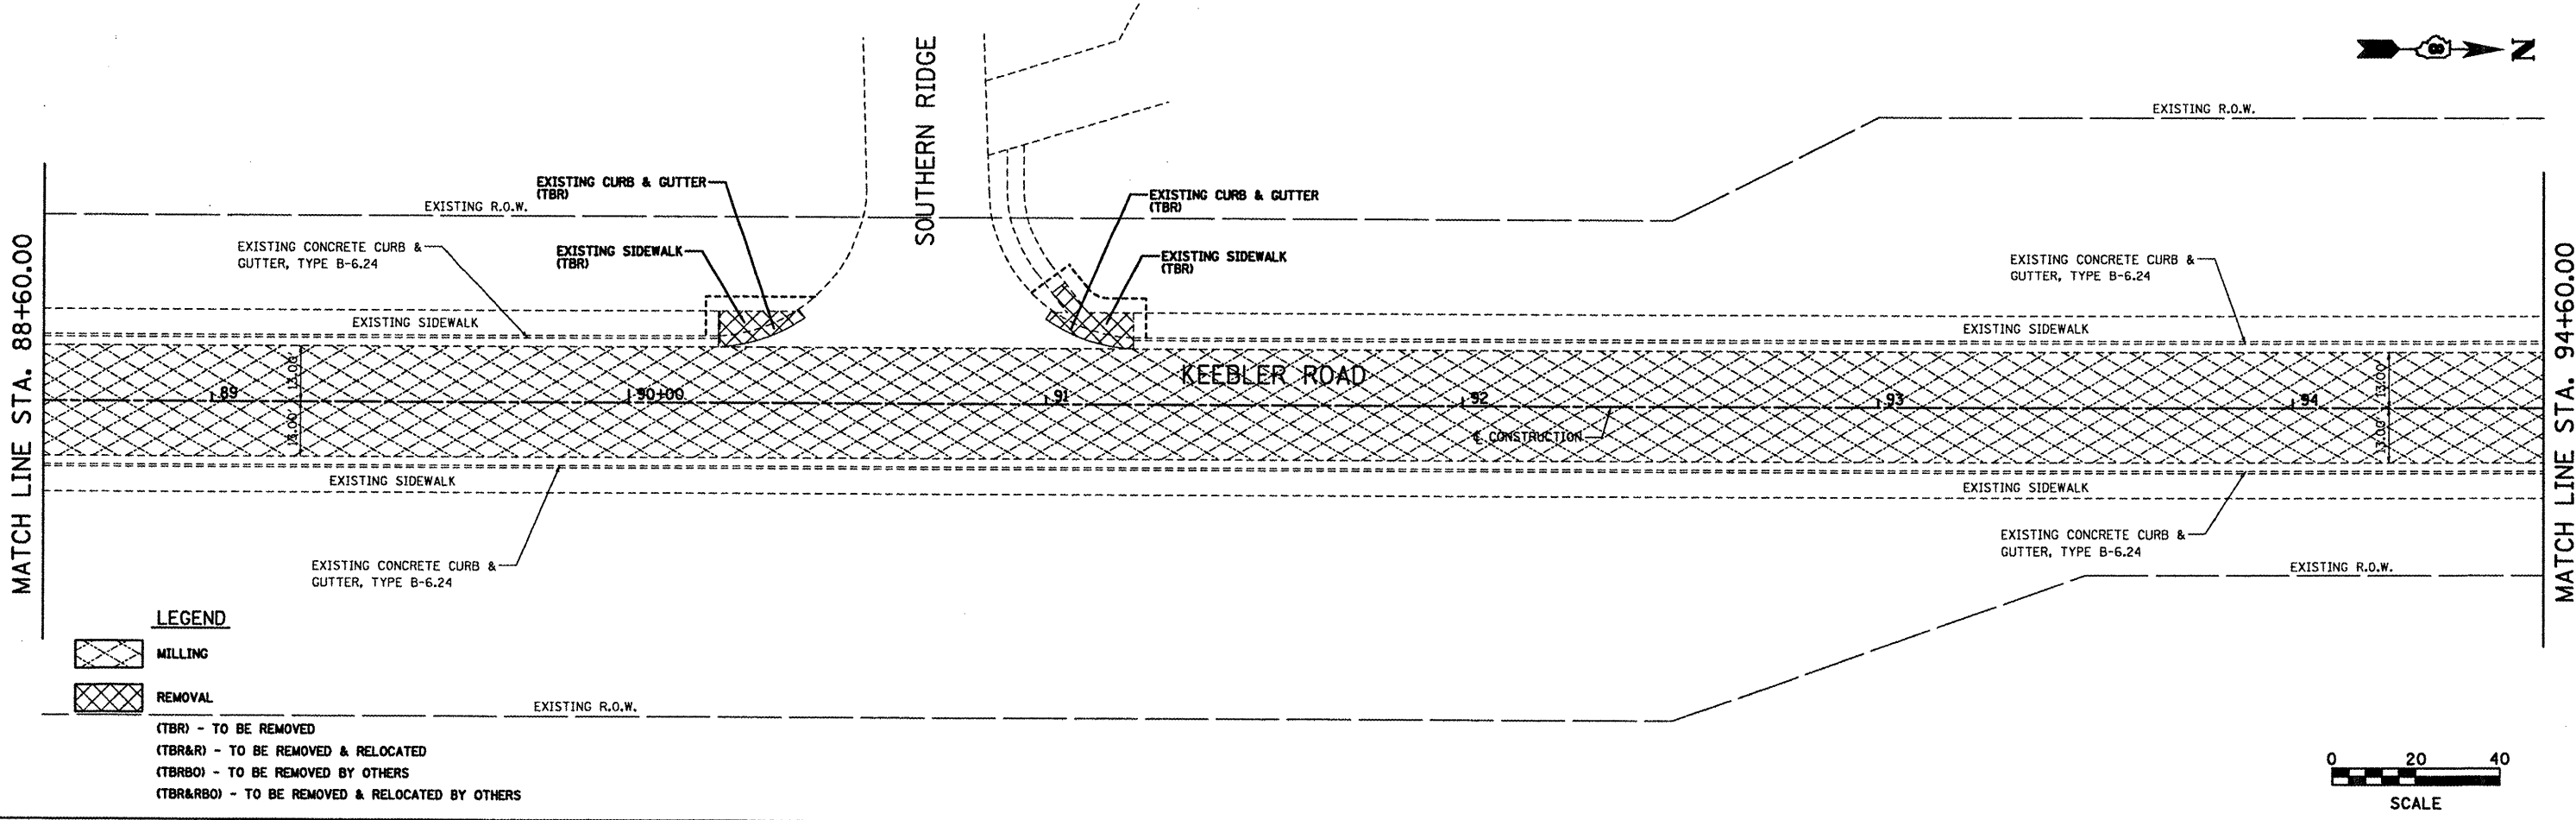 SOUTHERN RIDGE
8
N
EXISTING R.O.W.
EXISTING CURB & GUTTER
(TBR)
EXISTING CURB & GUTTER
(TBR)
EXISTING R.O.W.
EXISTING CONCRETE CURB &
GUTTER, TYPE B-6.24
EXISTING SIDEWALK
(TBR)
EXISTING SIDEWALK
(TBR)
EXISTING CONCRETE CURB &
GUTTER, TYPE B-6.24
MATCH LINE STA. 88+60.00
MATCH LINE STA. 94+60.00
EXISTING SIDEWALK
EXISTING SIDEWALK
13.00'
KEEBLER ROAD
13.00'
89
90+00
91
92
93
94
13.00'
℄ CONSTRUCTION
13.00'
EXISTING SIDEWALK
EXISTING SIDEWALK
EXISTING CONCRETE CURB &
GUTTER, TYPE B-6.24
EXISTING CONCRETE CURB &
GUTTER, TYPE B-6.24
EXISTING R.O.W.
LEGEND
MILLING
REMOVAL
EXISTING R.O.W.
(TBR) - TO BE REMOVED
(TBR&R) - TO BE REMOVED & RELOCATED
(TBRBO) - TO BE REMOVED BY OTHERS
(TBR&RBO) - TO BE REMOVED & RELOCATED BY OTHERS
0 20 40
SCALE